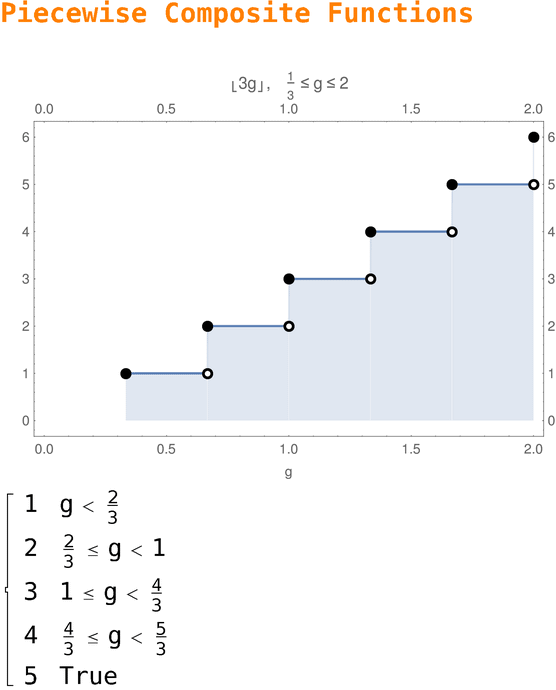 Piecewise Composite Functions
⌊3g⌋, 1/3 ≤ g ≤ 2
0.0 0.5 1.0 1.5 2.0
6 6
5 5
4 4
3 3
2 2
1 1
0 0
0.0 0.5 1.0 1.5 2.0
g
1 g < 2/3
2 2/3 ≤ g < 1
3 1 ≤ g < 4/3
4 4/3 ≤ g < 5/3
5 True